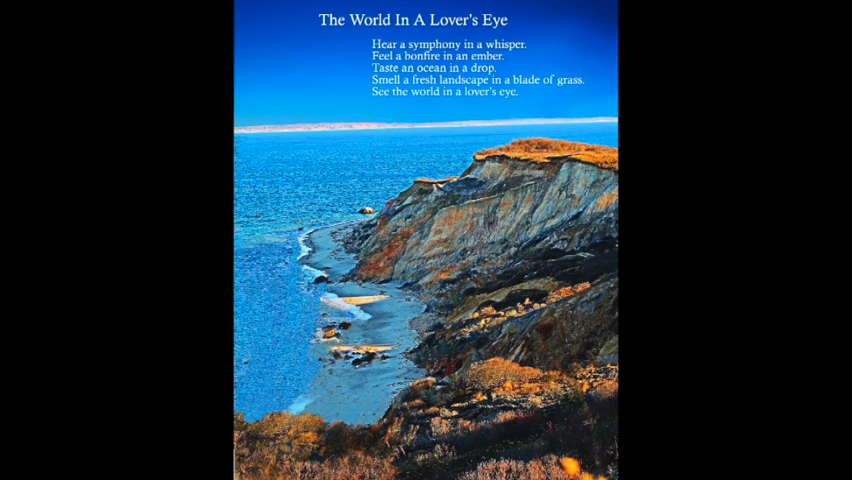 The World In A Lover's Eye
Hear a symphony in a whisper.
Feel a bonfire in an ember.
Taste an ocean in a drop.
Smell a fresh landscape in a blade of grass.
See the world in a lover's eye.